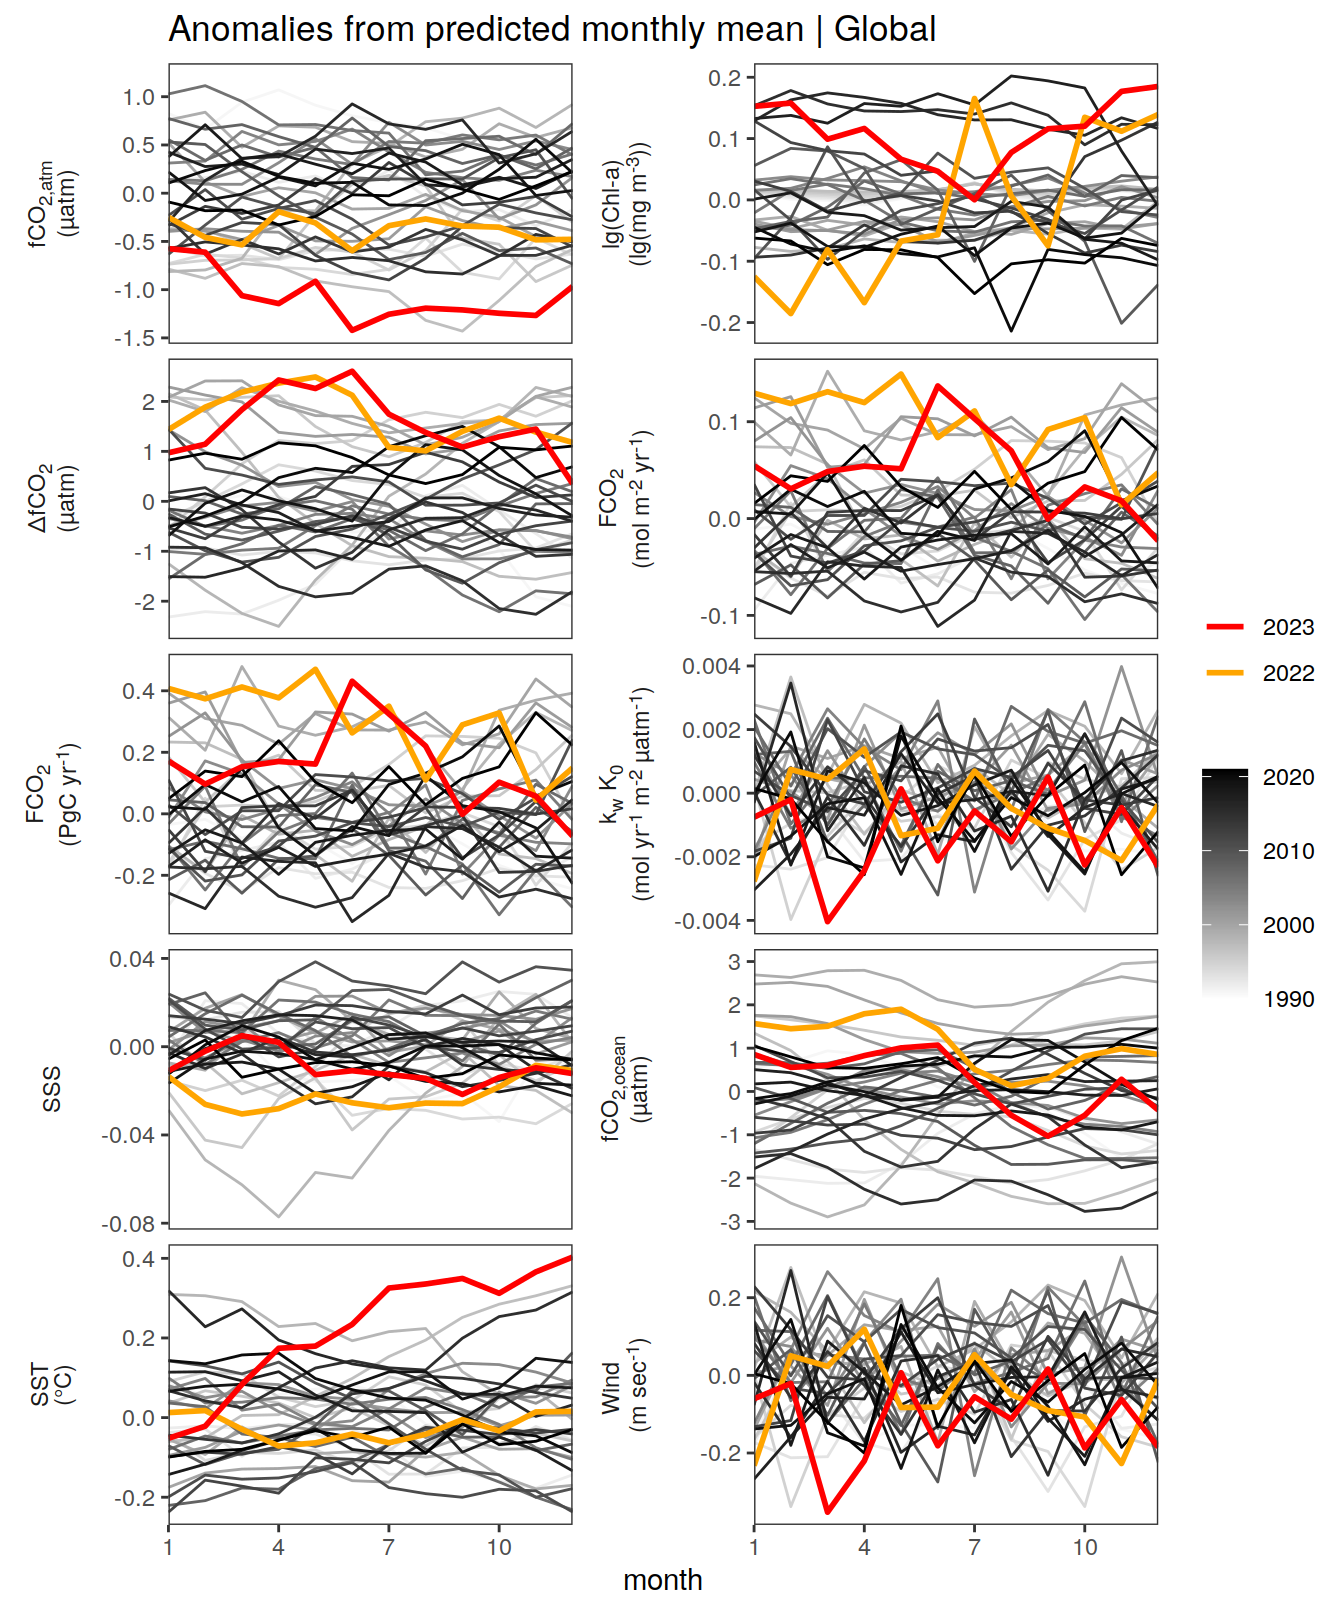 Anomalies from predicted monthly mean | Global
fCO2,atm
(µatm)
1.0
0.5
0.0
-0.5
-1.0
-1.5
lg(Chl-a)
(lg(mg m-3))
0.2
0.1
0.0
-0.1
-0.2
ΔfCO2
(µatm)
2
1
0
-1
-2
FCO2
(mol m-2 yr-1)
0.1
0.0
-0.1
FCO2
(PgC yr-1)
0.4
0.2
0.0
-0.2
kw K0
(mol yr-1 m-2 µatm-1)
0.004
0.002
0.000
-0.002
-0.004
SSS
0.04
0.00
-0.04
-0.08
fCO2,ocean
(µatm)
3
2
1
0
-1
-2
-3
SST
(°C)
0.4
0.2
0.0
-0.2
Wind
(m sec-1)
0.2
0.0
-0.2
1 4 7 10
1 4 7 10
month
2023
2022
2020
2010
2000
1990